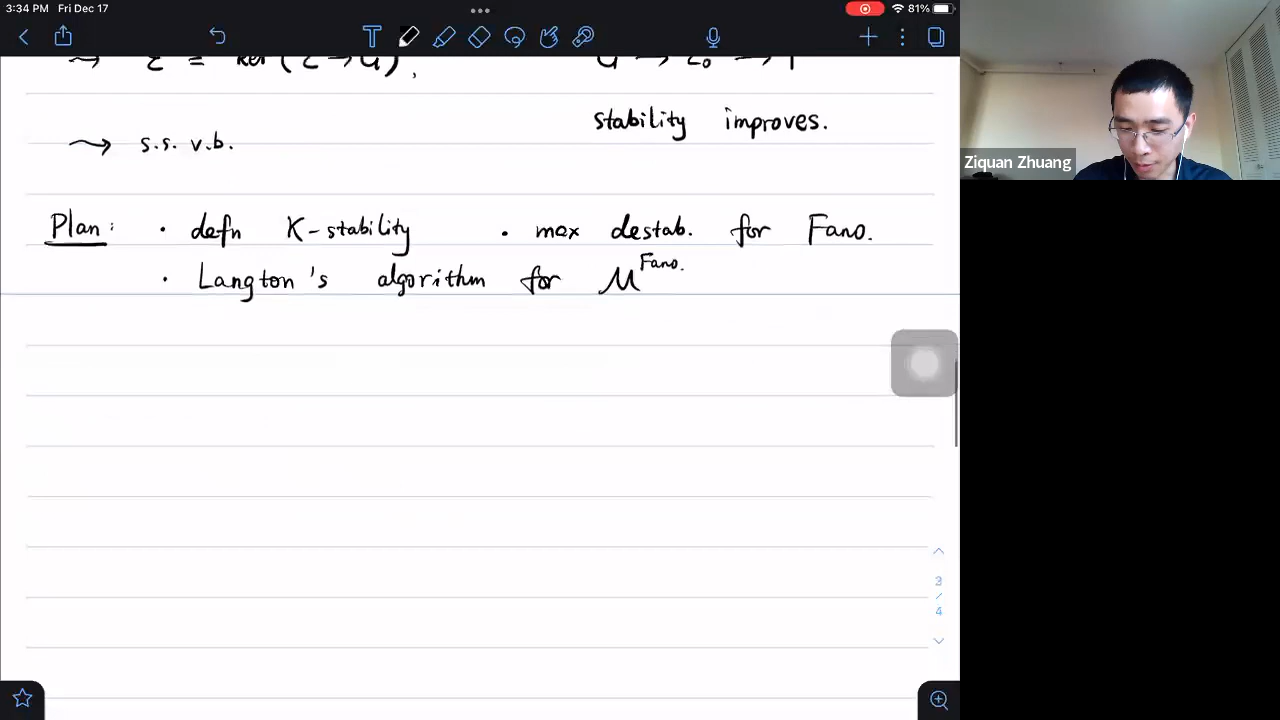 3:34 PM Fri Dec 17
81%
stability improves.
⇝ s.s. v.b.
Ziquan Zhuang
Plan: · defn K-stability · max destab. for Fano.
· Langton's algorithm for M^Fano.
3
/
4